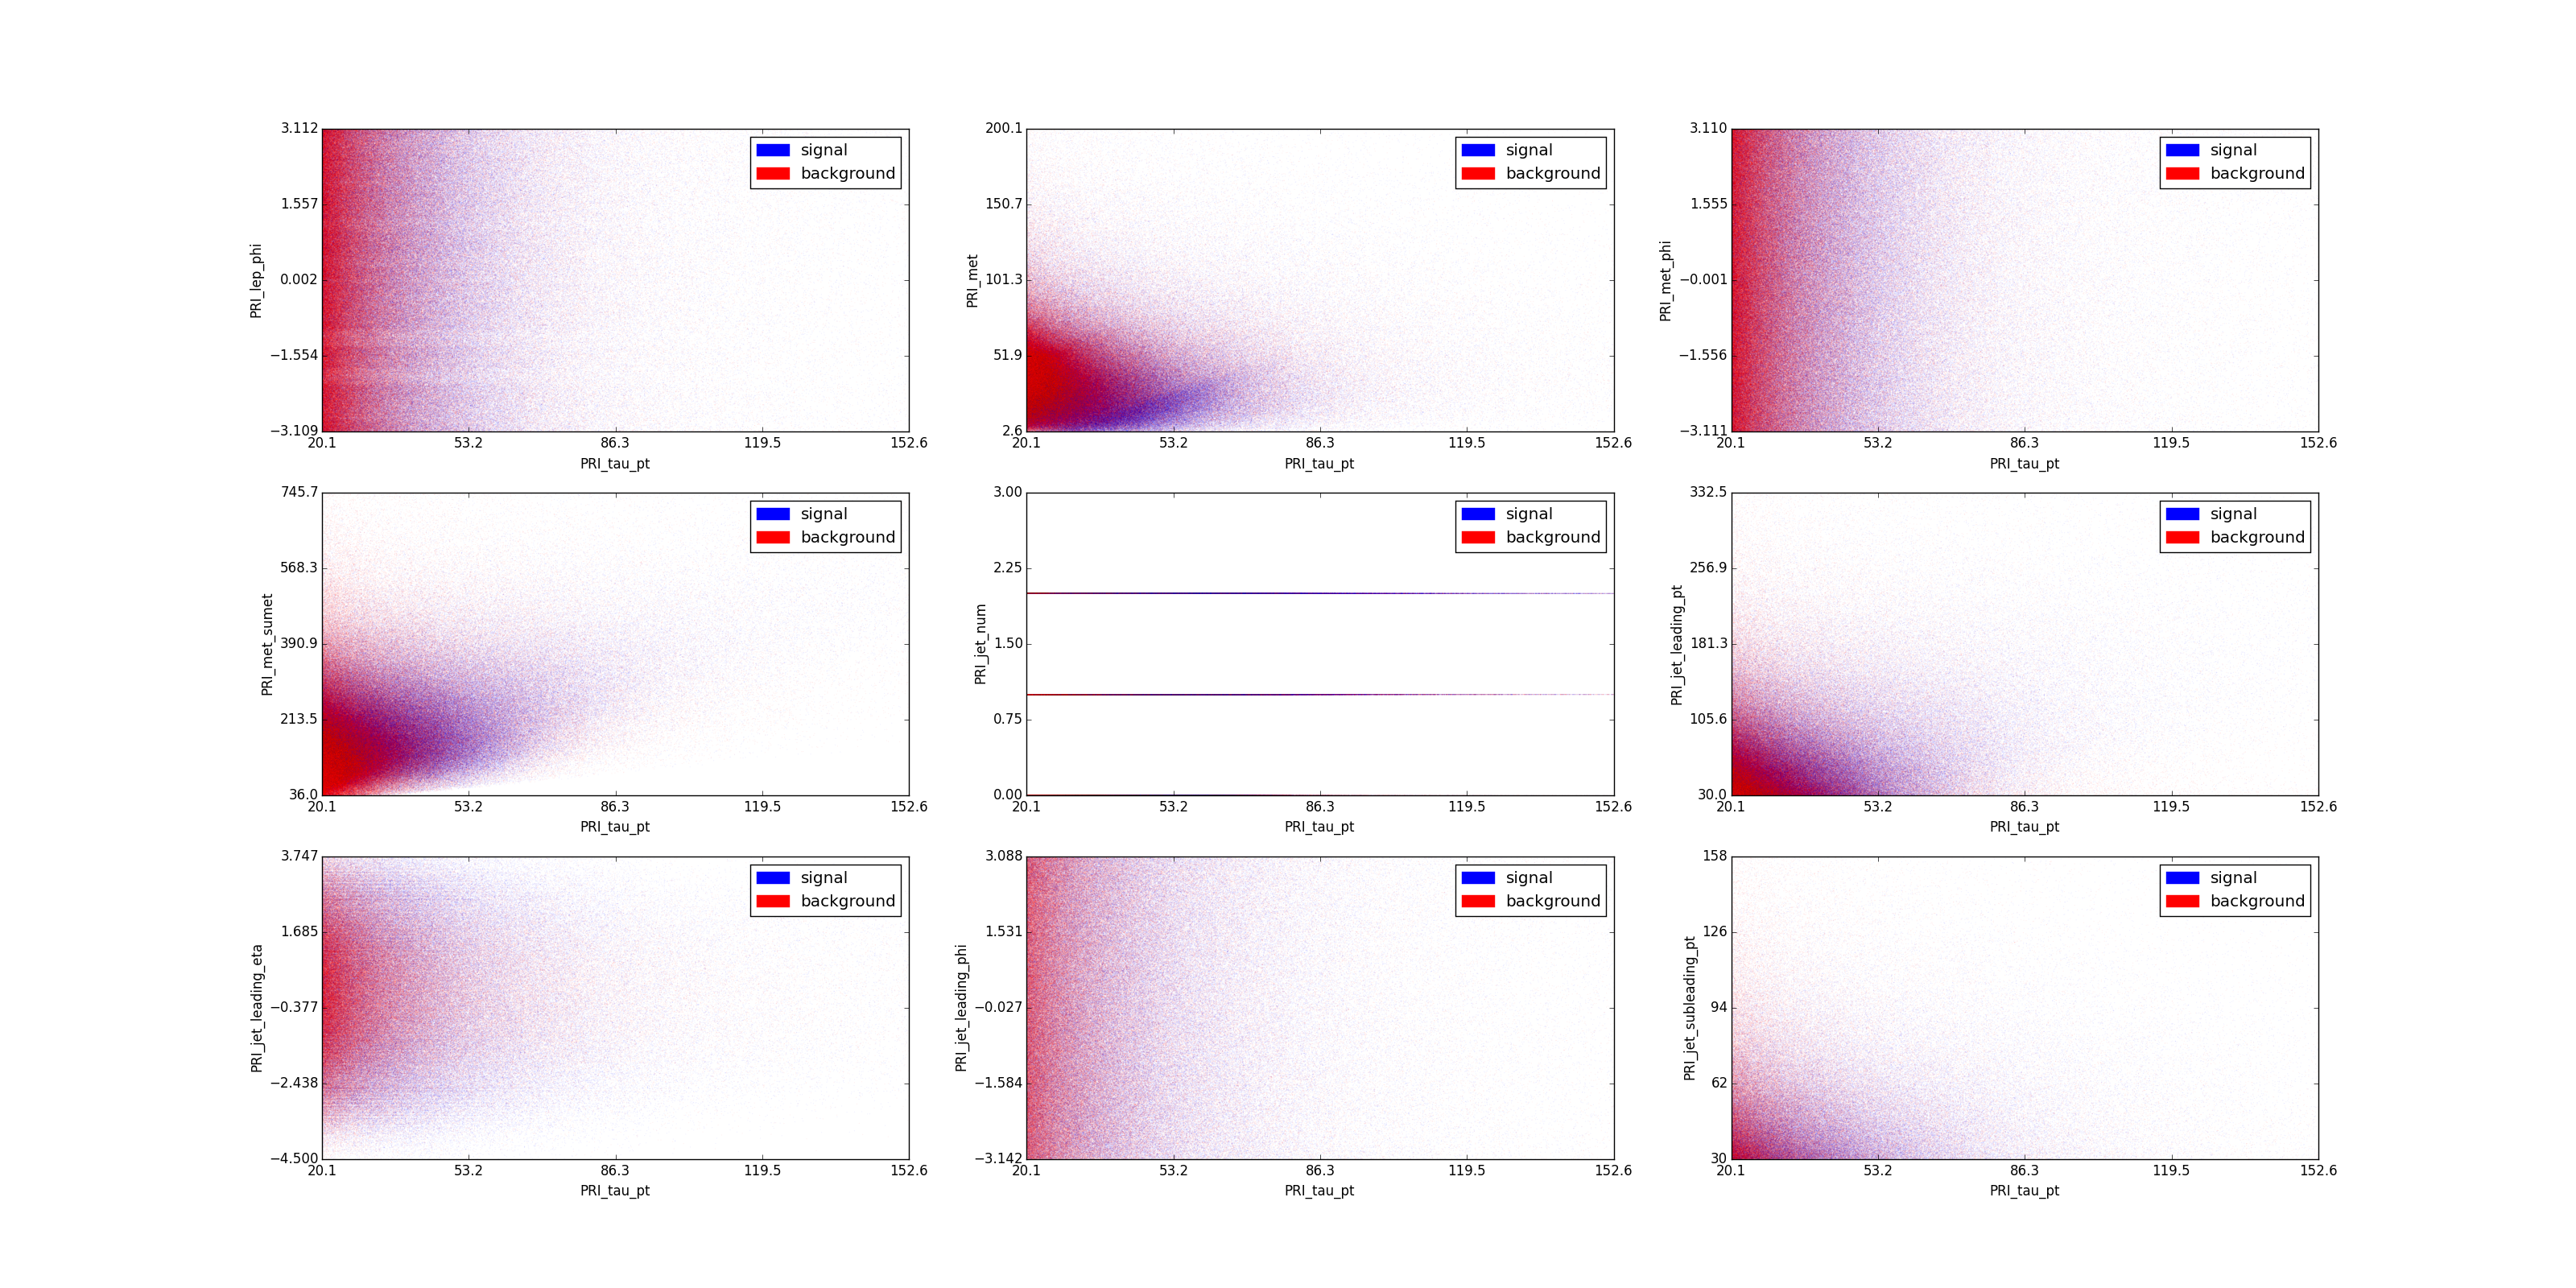 3.112
1.557
0.002
−1.554
−3.109
PRI_lep_phi
signal
background
20.1 53.2 86.3 119.5 152.6
PRI_tau_pt
200.1
150.7
101.3
51.9
2.6
PRI_met
signal
background
20.1 53.2 86.3 119.5 152.6
PRI_tau_pt
3.110
1.555
−0.001
−1.556
−3.111
PRI_met_phi
signal
background
20.1 53.2 86.3 119.5 152.6
PRI_tau_pt
745.7
568.3
390.9
213.5
36.0
PRI_met_sumet
signal
background
20.1 53.2 86.3 119.5 152.6
PRI_tau_pt
3.00
2.25
1.50
0.75
0.00
PRI_jet_num
signal
background
20.1 53.2 86.3 119.5 152.6
PRI_tau_pt
332.5
256.9
181.3
105.6
30.0
PRI_jet_leading_pt
signal
background
20.1 53.2 86.3 119.5 152.6
PRI_tau_pt
3.747
1.685
−0.377
−2.438
−4.500
PRI_jet_leading_eta
signal
background
20.1 53.2 86.3 119.5 152.6
PRI_tau_pt
3.088
1.531
−0.027
−1.584
−3.142
PRI_jet_leading_phi
signal
background
20.1 53.2 86.3 119.5 152.6
PRI_tau_pt
158
126
94
62
30
PRI_jet_subleading_pt
signal
background
20.1 53.2 86.3 119.5 152.6
PRI_tau_pt